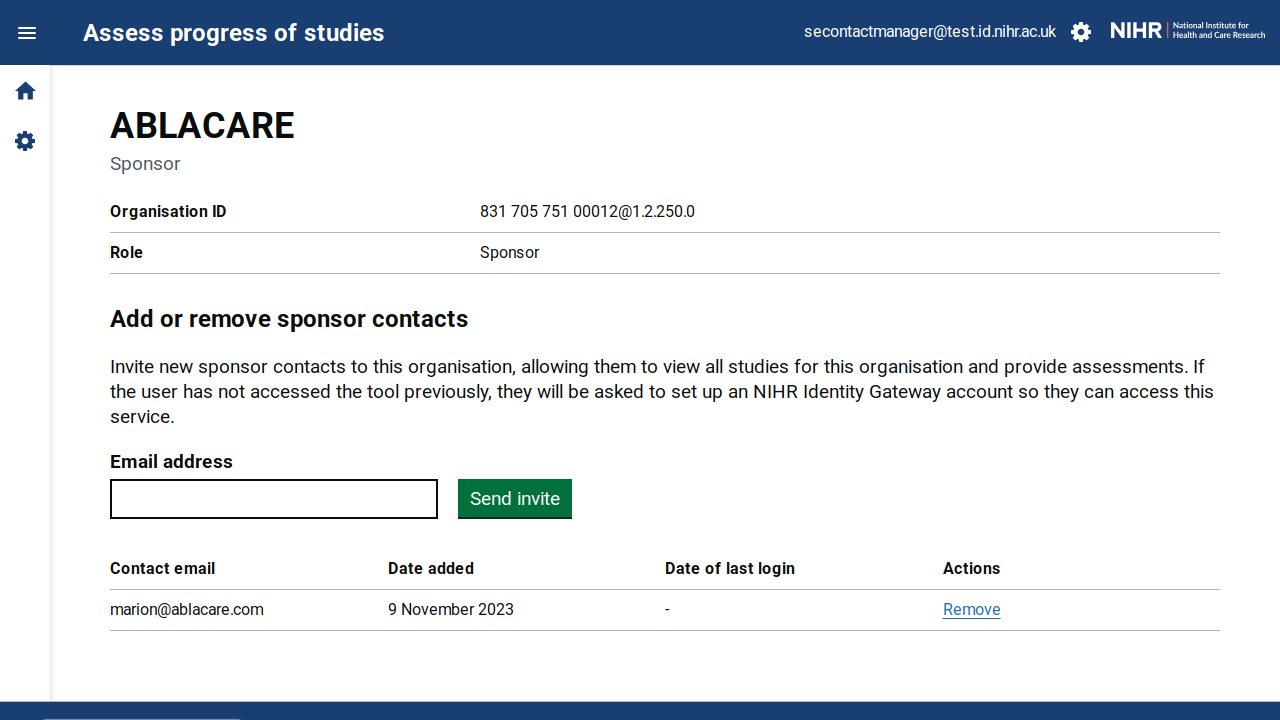 Assess progress of studies
secontactmanager@test.id.nihr.ac.uk
NIHR National Institute for
Health and Care Research
ABLACARE
Sponsor
Organisation ID 831 705 751 00012@1.2.250.0
Role Sponsor
Add or remove sponsor contacts
Invite new sponsor contacts to this organisation, allowing them to view all studies for this organisation and provide assessments. If
the user has not accessed the tool previously, they will be asked to set up an NIHR Identity Gateway account so they can access this
service.
Email address
Send invite
Contact email Date added Date of last login Actions
marion@ablacare.com 9 November 2023 - Remove